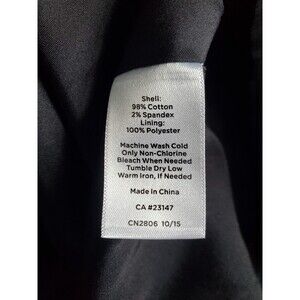 Shell:
98% Cotton
2% Spandex
Lining:
100% Polyester
Machine Wash Cold
Only Non-Chlorine
Bleach When Needed
Tumble Dry Low
Warm Iron, If Needed
Made In China
CA #23147
CN2806 10/15